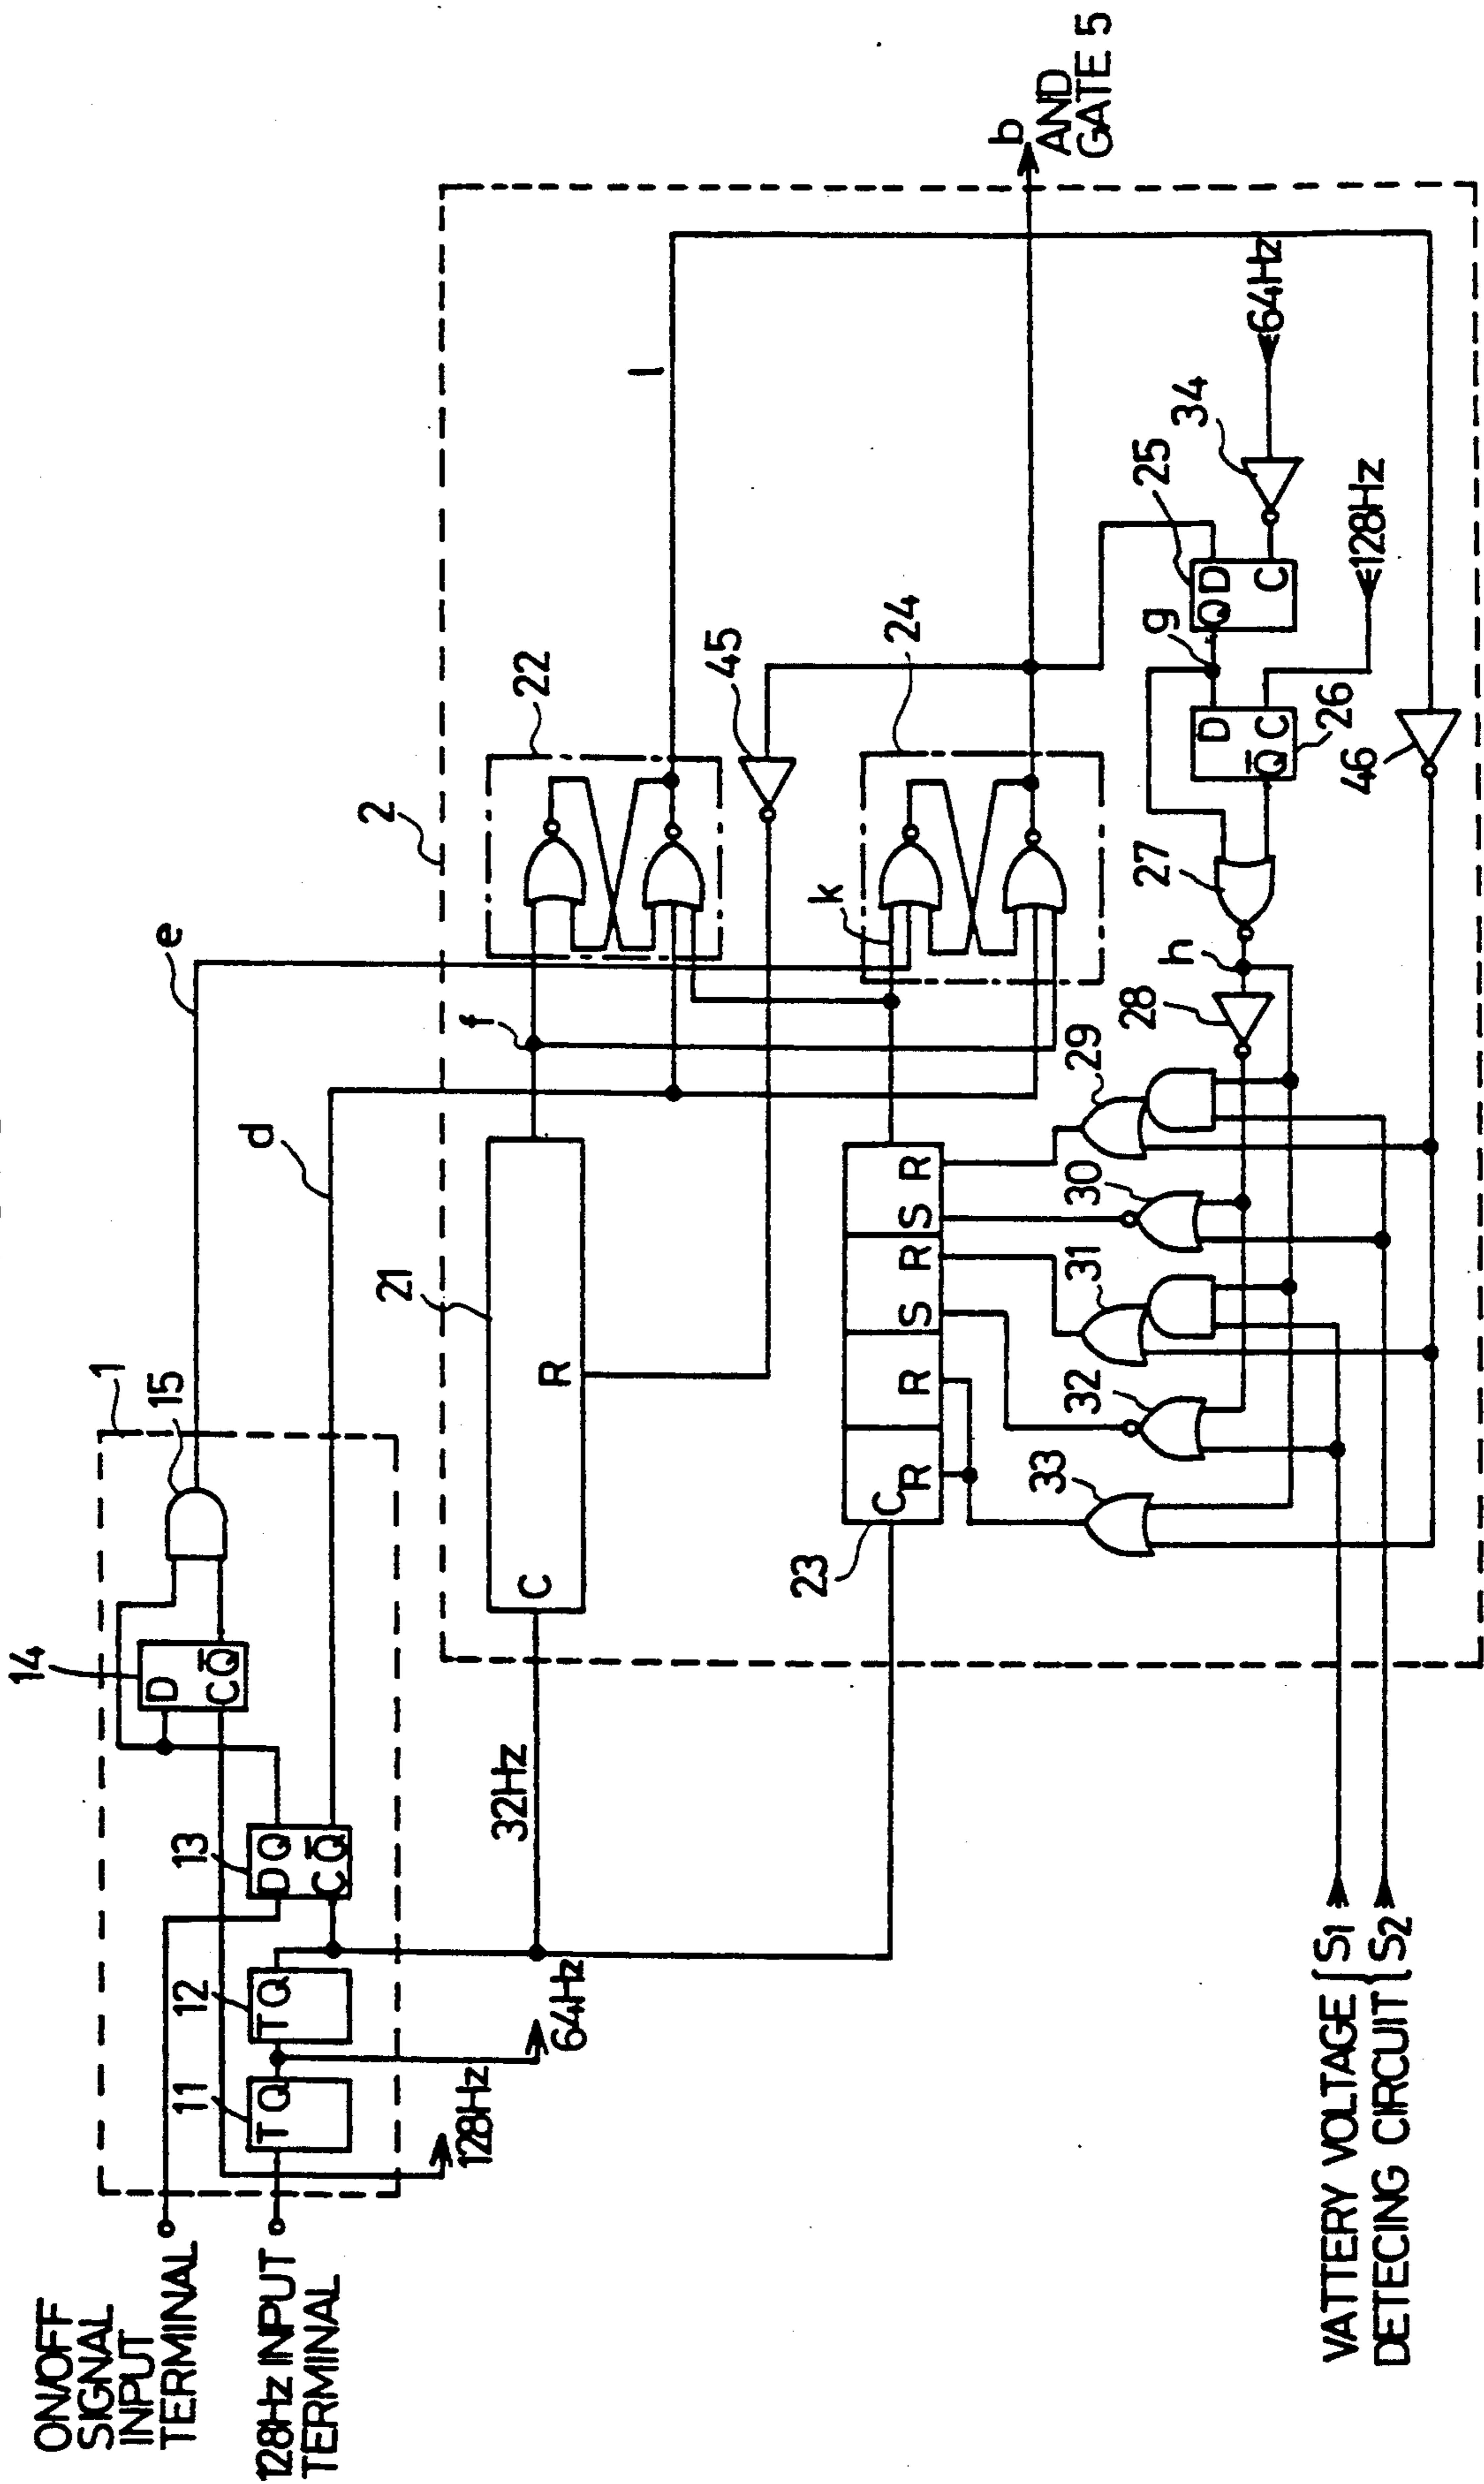 ON/OFF
SIGNAL
INPUT
TERMINAL
128Hz INPUT
TERMINAL
1
11
T Q
12
T Q
13
D Q
C Q̅
14
D
C Q̅
15
e
d
128Hz
64Hz
32Hz
2
21
C
R
f
22
l
45
23
C
R
R
S
R
S
R
k
24
b
AND
GATE 5
33
32
31
30
29
28
h
27
26
D
C
Q̅
g
25
Q D
C
34
64Hz
128Hz
46
VATTERY VOLTAGE { S1
DETECING CIRCUIT { S2